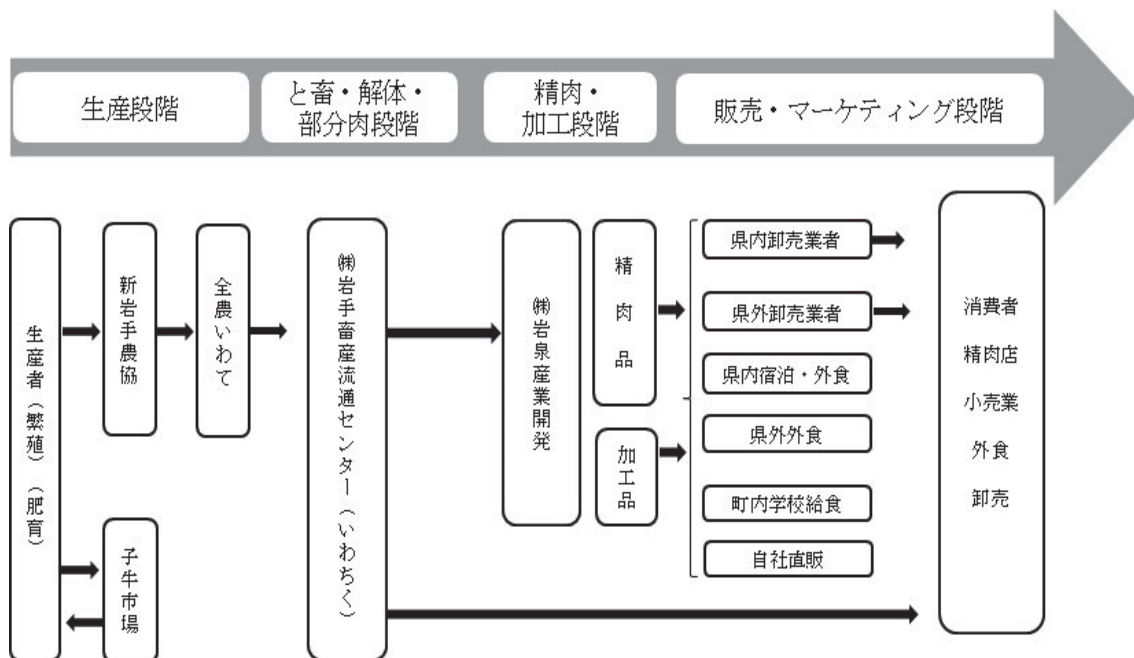 生産段階
と畜・解体・
部分肉段階
精肉・
加工段階
販売・マーケティング段階
生産者（繁殖）（肥育）
新岩手農協
全農いわて
子牛市場
㈱岩手畜産流通センター（いわちく）
㈱岩泉産業開発
精肉品
加工品
県内卸売業者
県外卸売業者
県内宿泊・外食
県外外食
町内学校給食
自社直販
消費者
精肉店
小売業
外食
卸売